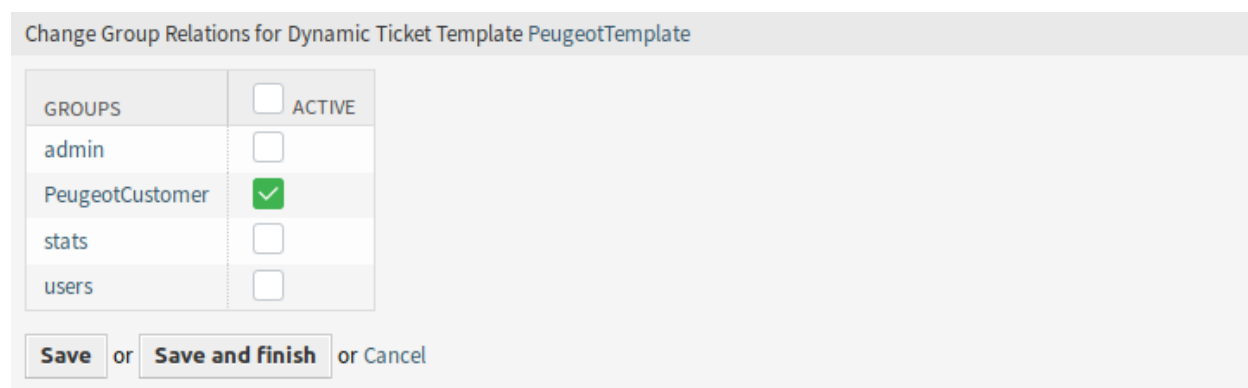 Change Group Relations for Dynamic Ticket Template PeugeotTemplate
GROUPS ACTIVE
admin
PeugeotCustomer
stats
users
Save or Save and finish or Cancel